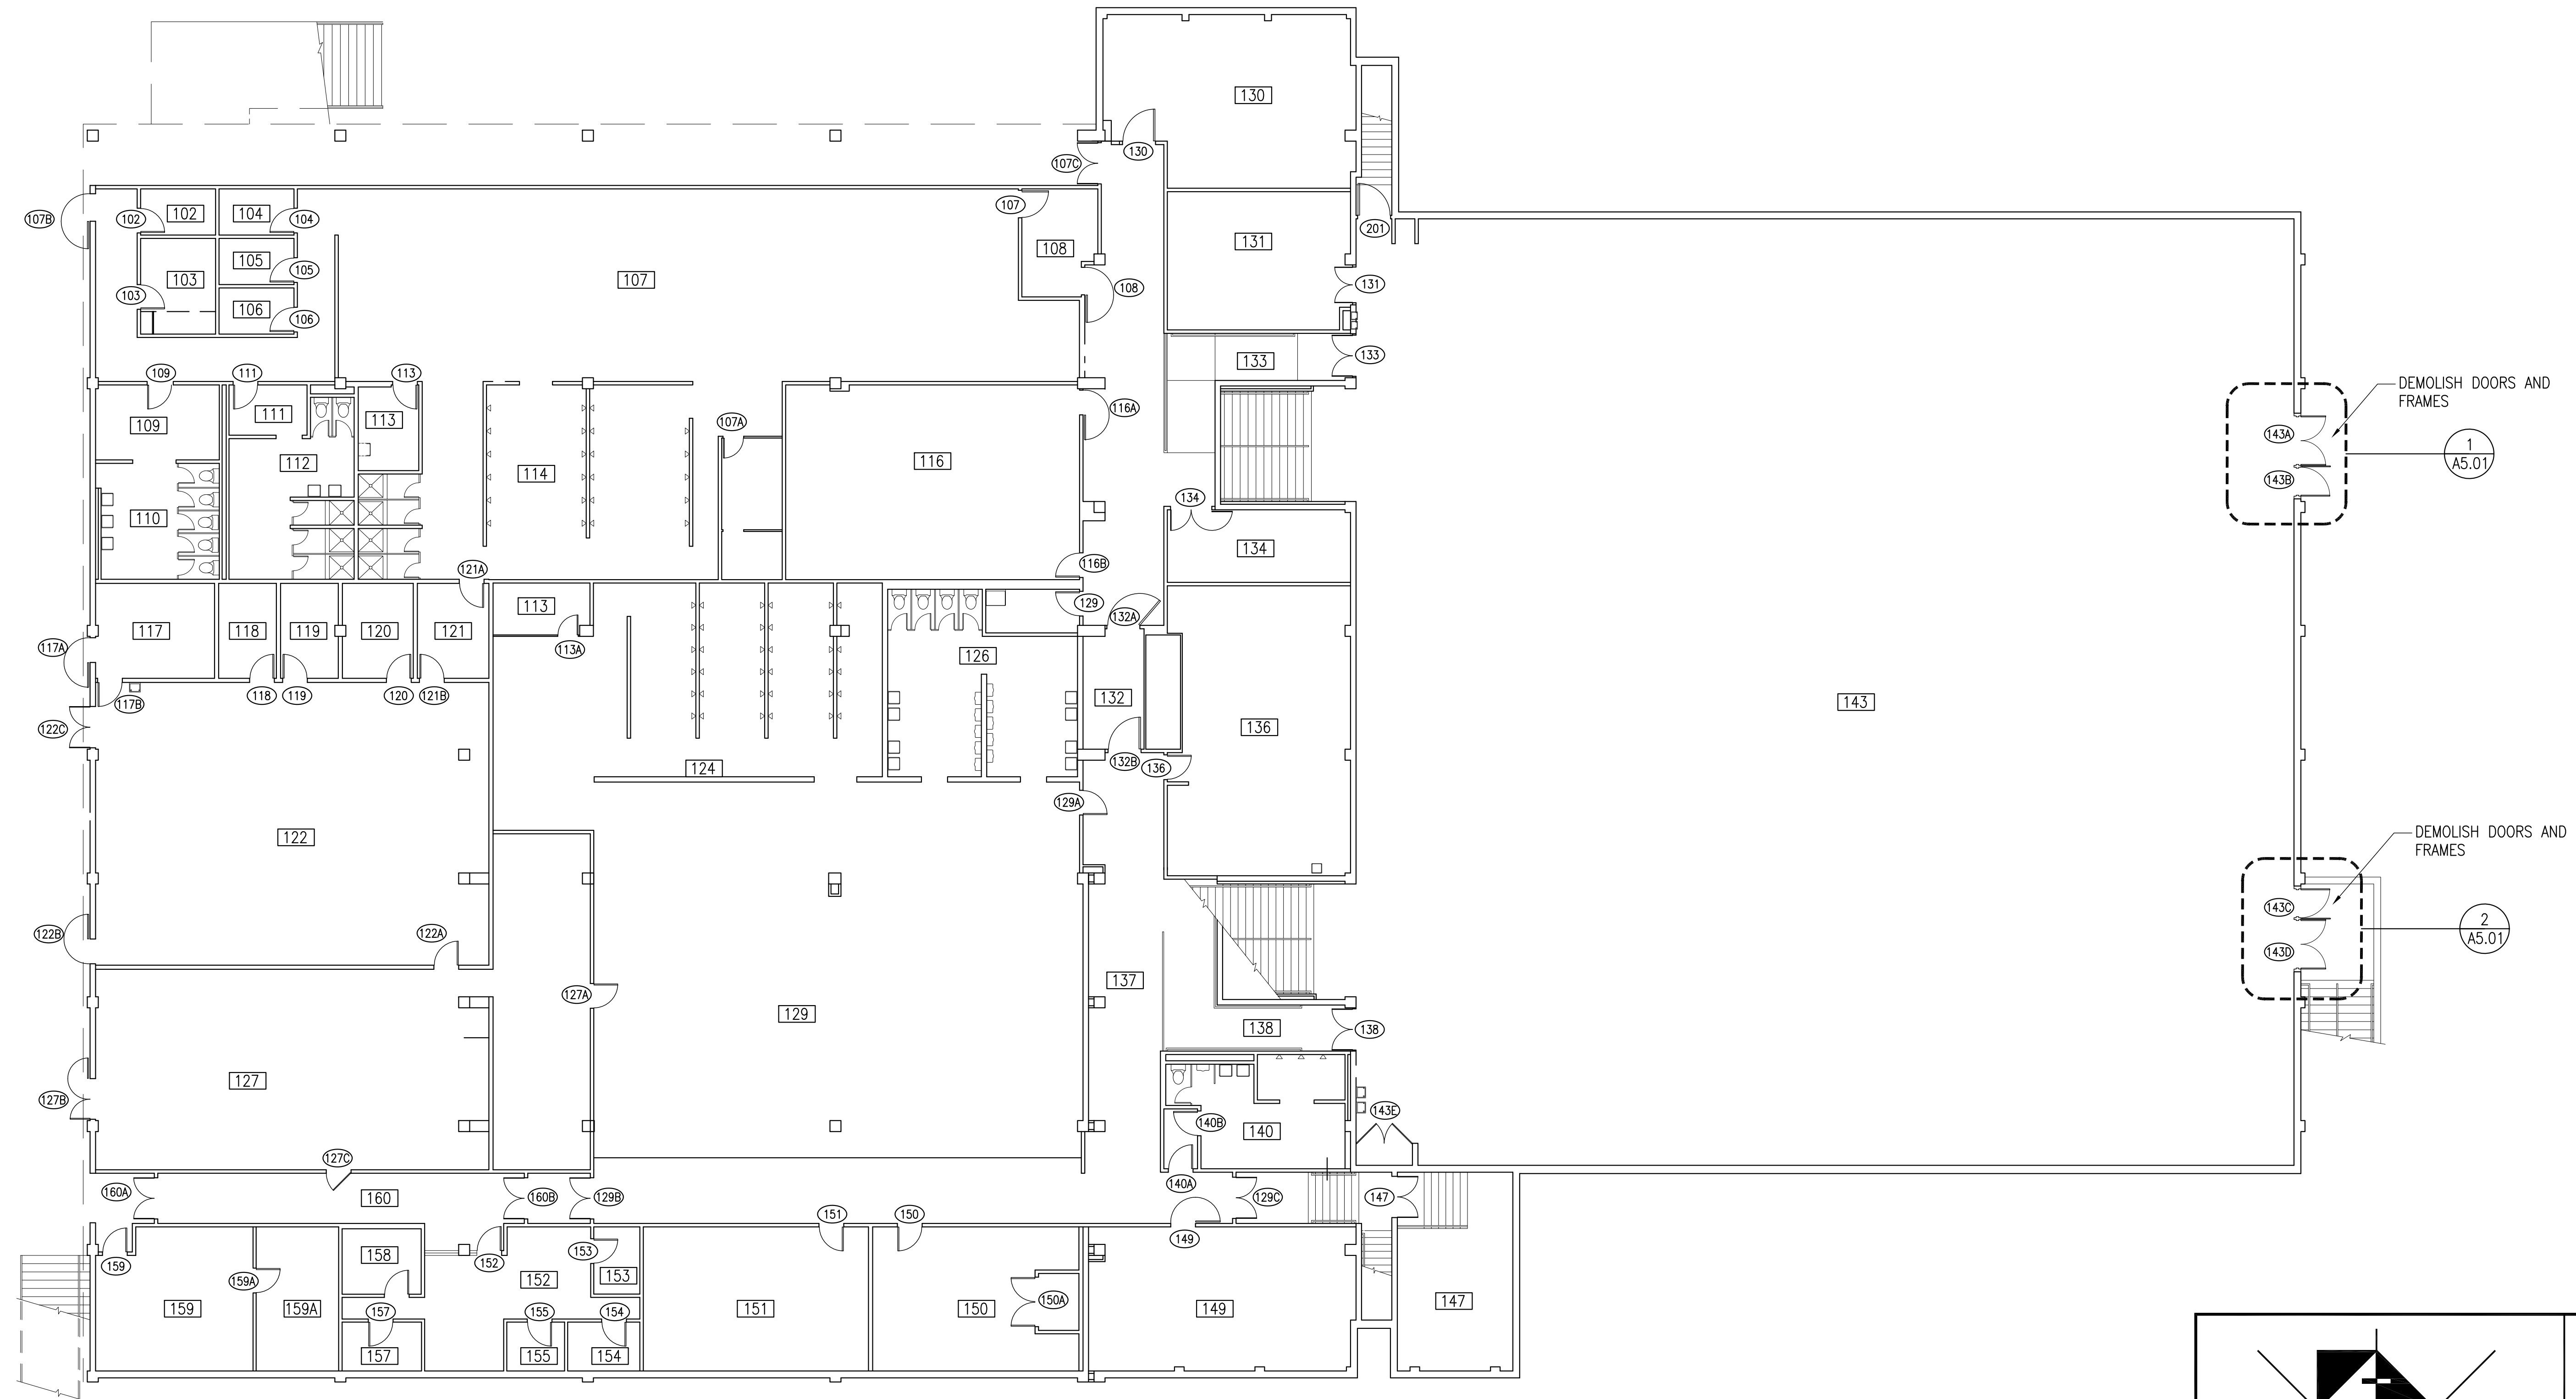 130
107C
130
107B
102
102
104
104
107
201
131
108
105
105
103
107
108
131
103
106
106
133
133
109
111
113
DEMOLISH DOORS AND
FRAMES
116A
111
113
109
107A
143A
1
A5.01
112
114
116
143B
134
110
134
121A
116B
113
129
132A
117
118
119
120
121
117A
113A
126
118
119
120
121B
117B
132
143
122C
136
124
132B
136
129A
DEMOLISH DOORS AND
FRAMES
122
143C
2
A5.01
122B
122A
143D
137
127A
129
138
138
127
127B
143E
140B
140
127C
160A
160
160B
129B
140A
129C
147
151
150
149
159
158
152
153
159A
152
153
150A
147
159
159A
157
155
154
151
150
149
157
155
154